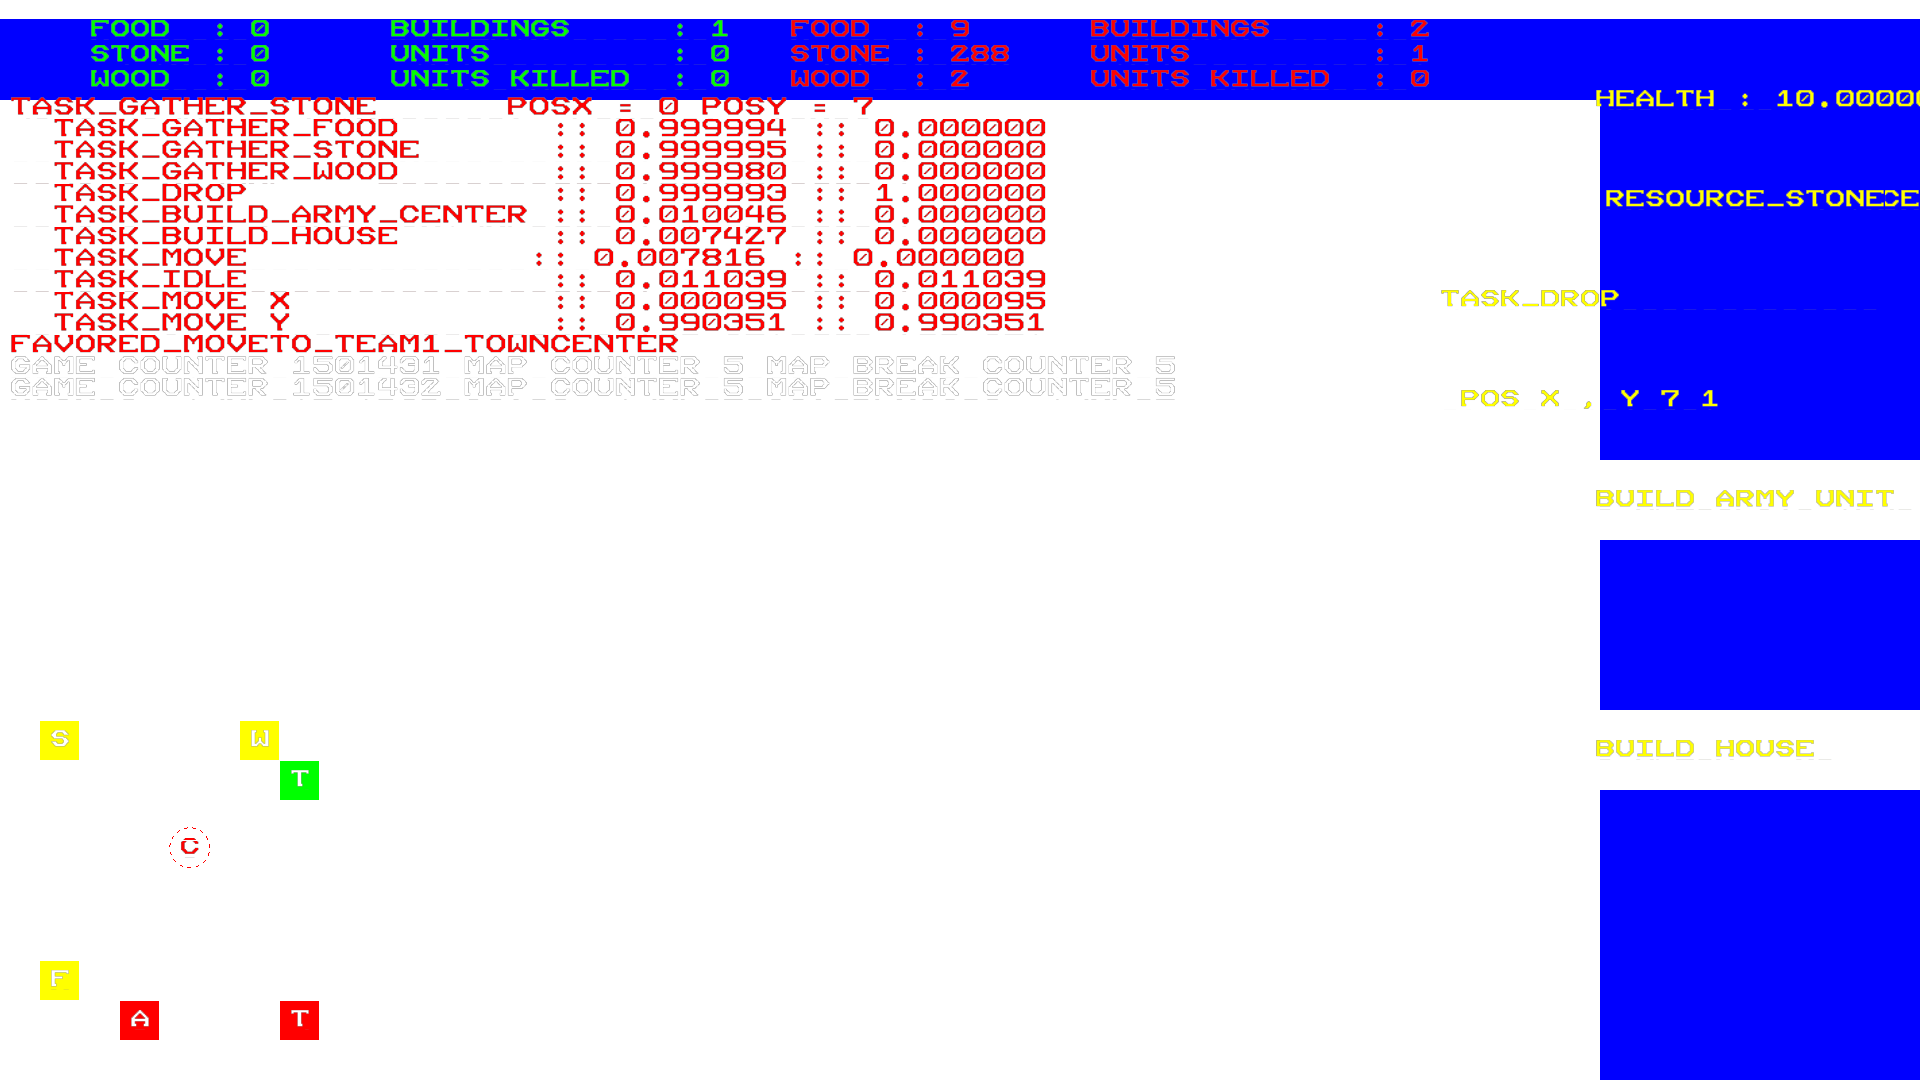 FOOD : 0 BUILDINGS : 1 FOOD : 9 BUILDINGS : 2
STONE : 0 UNITS : 0 STONE : 288 UNITS : 1
WOOD : 0 UNITS KILLED : 0 WOOD : 2 UNITS KILLED : 0
HEALTH : 10.0000
TASK_GATHER_STONE POSX = 0 POSY = 7
TASK_GATHER_FOOD :: 0.999994 :: 0.000000
TASK_GATHER_STONE :: 0.999995 :: 0.000000
TASK_GATHER_WOOD :: 0.999980 :: 0.000000
TASK_DROP :: 0.999993 :: 1.000000
RESOURCE_STONE
TASK_BUILD_ARMY_CENTER :: 0.010046 :: 0.000000
TASK_BUILD_HOUSE :: 0.007427 :: 0.000000
TASK_MOVE :: 0.007816 :: 0.000000
TASK_IDLE :: 0.011039 :: 0.011039
TASK_MOVE X :: 0.000095 :: 0.000095
TASK_DROP
TASK_MOVE Y :: 0.990351 :: 0.990351
FAVORED_MOVETO_TEAM1_TOWNCENTER
GAME COUNTER 1501431 MAP COUNTER 5 MAP BREAK COUNTER 5
GAME COUNTER 1501432 MAP COUNTER 5 MAP BREAK COUNTER 5
POS X , Y 7 1
BUILD ARMY UNIT
S W
BUILD HOUSE
T
C
F
A T